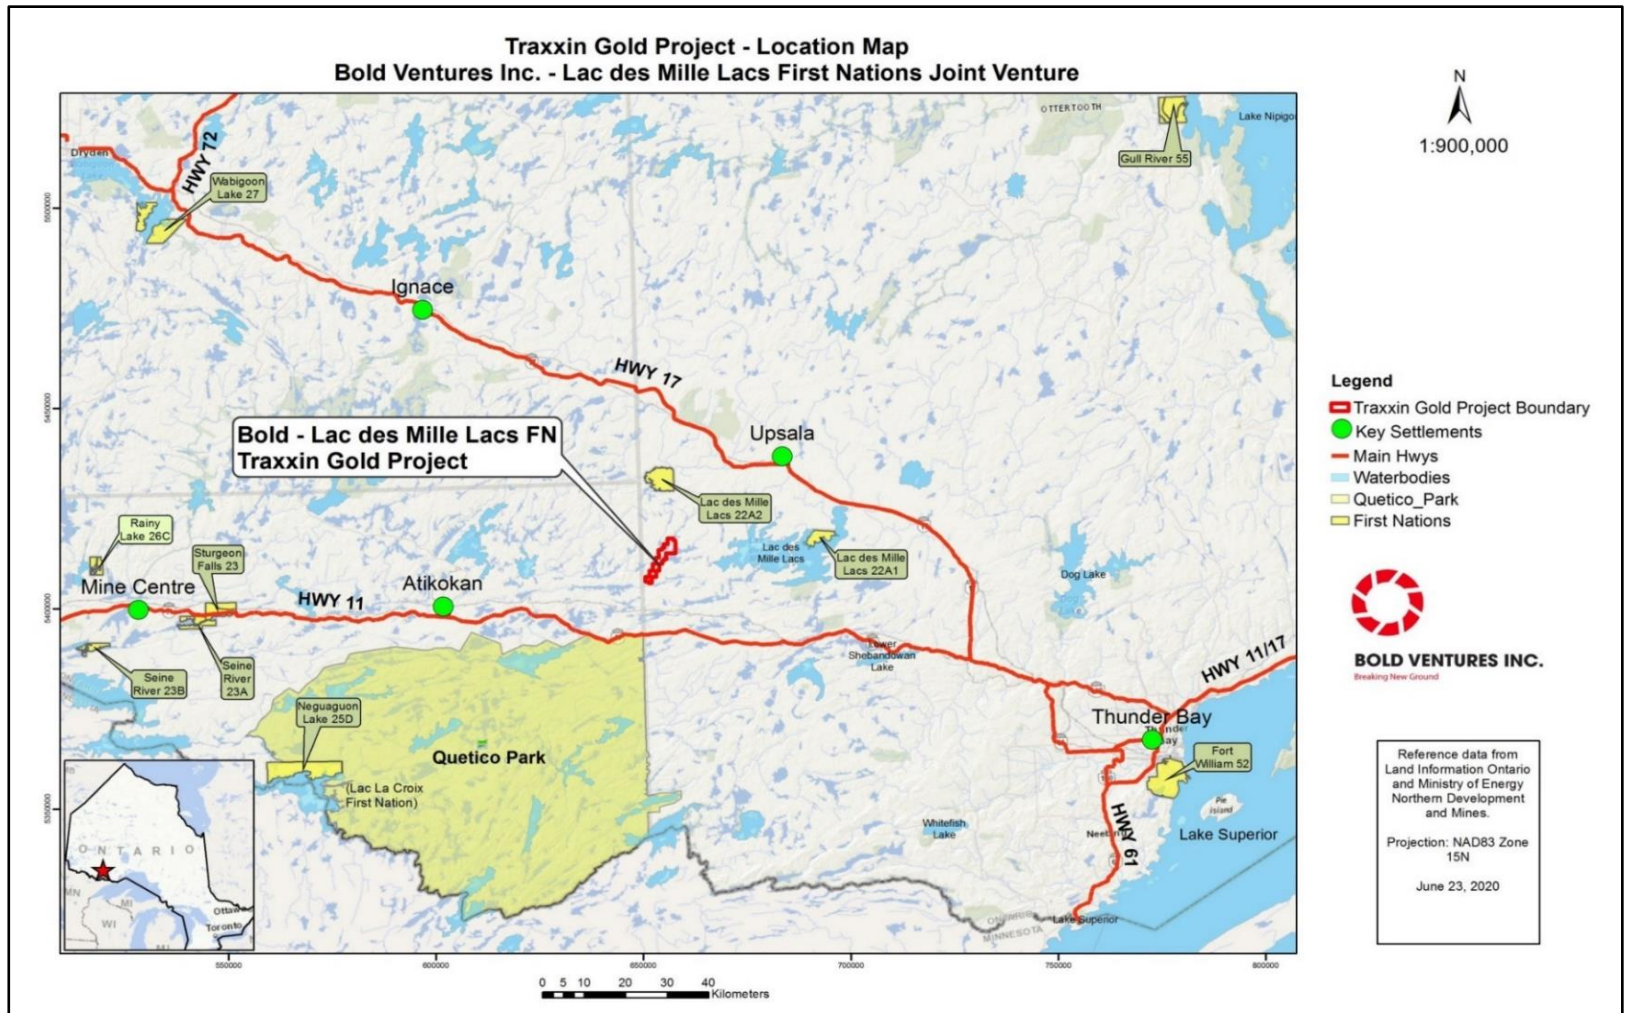 Traxxin Gold Project - Location Map
Bold Ventures Inc. - Lac des Mille Lacs First Nations Joint Venture
N
1:900,000
OTTERTOOTH
Lake Nipigo
Gull River 55
Dryden
HWY 72
Wabigoon
Lake 27
5500000
Ignace
HWY 17
5450000
Bold - Lac des Mille Lacs FN
Traxxin Gold Project
Upsala
Lac des Mille
Lacs 22A2
Rainy
Lake 26C
Sturgeon
Falls 23
Lac des
Mille Lacs
Lac des Mille
Lacs 22A1
Mine Centre
Atikokan
Dog Lake
HWY 11
5400000
Lower
Shebandowan
Lake
Seine
River 23B
Seine
River
23A
HWY 11/17
Neguaguon
Lake 25D
Thunder Bay
Quetico Park
Fort
William 52
(Lac La Croix
First Nation)
5350000
Pie
Island
Whitefish
Lake
HWY 61
Lake Superior
Lake Superior
MINNESOTA
ONTARIO
MN
MI
WI
Ottawa
Toronto
550000
600000
650000
700000
750000
800000
0 5 10 20 30 40
Kilometers
Legend
Traxxin Gold Project Boundary
Key Settlements
Main Hwys
Waterbodies
Quetico_Park
First Nations
BOLD VENTURES INC.
Breaking New Ground
Reference data from
Land Information Ontario
and Ministry of Energy
Northern Development
and Mines.
Projection: NAD83 Zone
15N
June 23, 2020